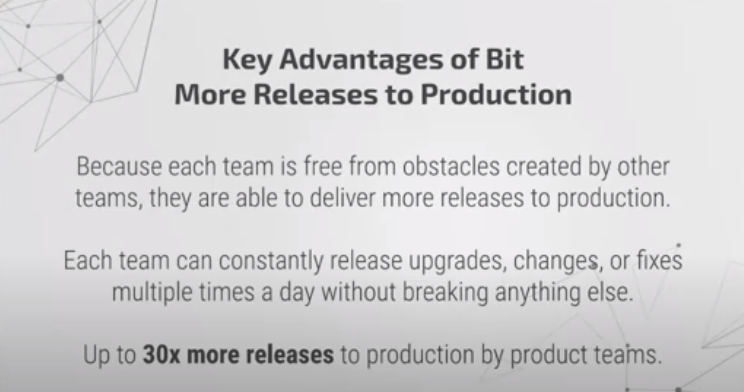 Key Advantages of Bit
More Releases to Production
Because each team is free from obstacles created by other
teams, they are able to deliver more releases to production.
Each team can constantly release upgrades, changes, or fixes
multiple times a day without breaking anything else.
Up to 30x more releases to production by product teams.